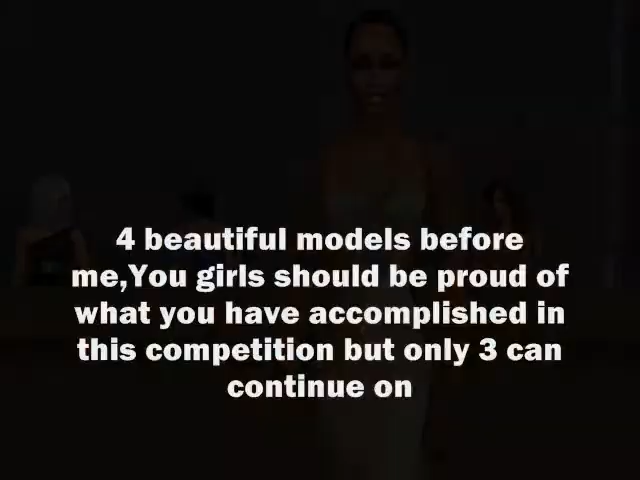 4 beautiful models before
me,You girls should be proud of
what you have accomplished in
this competition but only 3 can
continue on